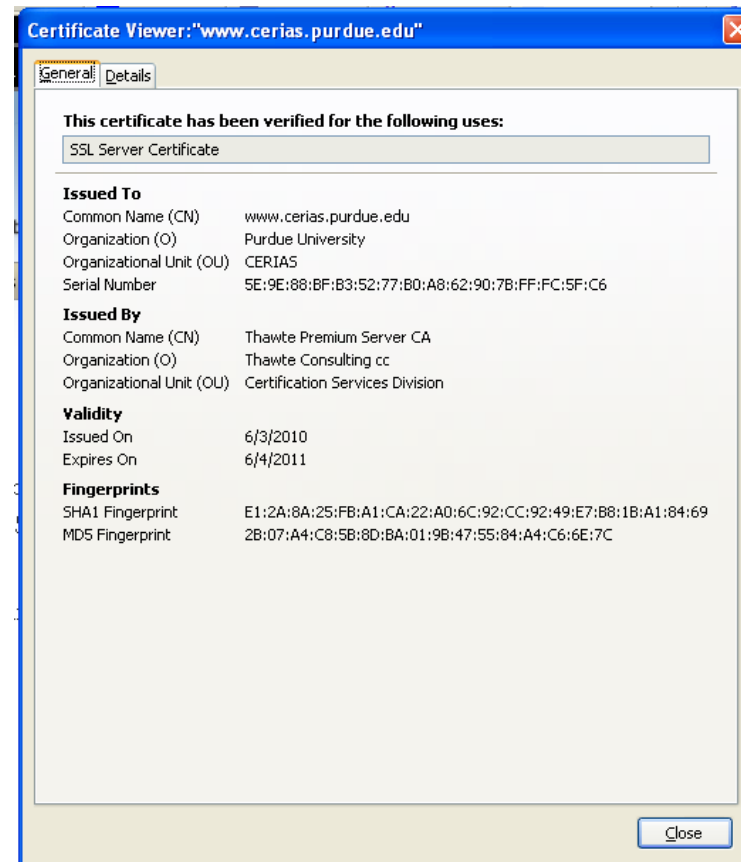 Certificate Viewer:"www.cerias.purdue.edu"
General Details
This certificate has been verified for the following uses:
SSL Server Certificate
Issued To
Common Name (CN) www.cerias.purdue.edu
Organization (O) Purdue University
Organizational Unit (OU) CERIAS
Serial Number 5E:9E:88:BF:B3:52:77:B0:A8:62:90:7B:FF:FC:5F:C6
Issued By
Common Name (CN) Thawte Premium Server CA
Organization (O) Thawte Consulting cc
Organizational Unit (OU) Certification Services Division
Validity
Issued On 6/3/2010
Expires On 6/4/2011
Fingerprints
SHA1 Fingerprint E1:2A:8A:25:FB:A1:CA:22:A0:6C:92:CC:92:49:E7:B8:1B:A1:84:69
MD5 Fingerprint 2B:07:A4:C8:5B:8D:BA:01:9B:47:55:84:A4:C6:6E:7C
Close